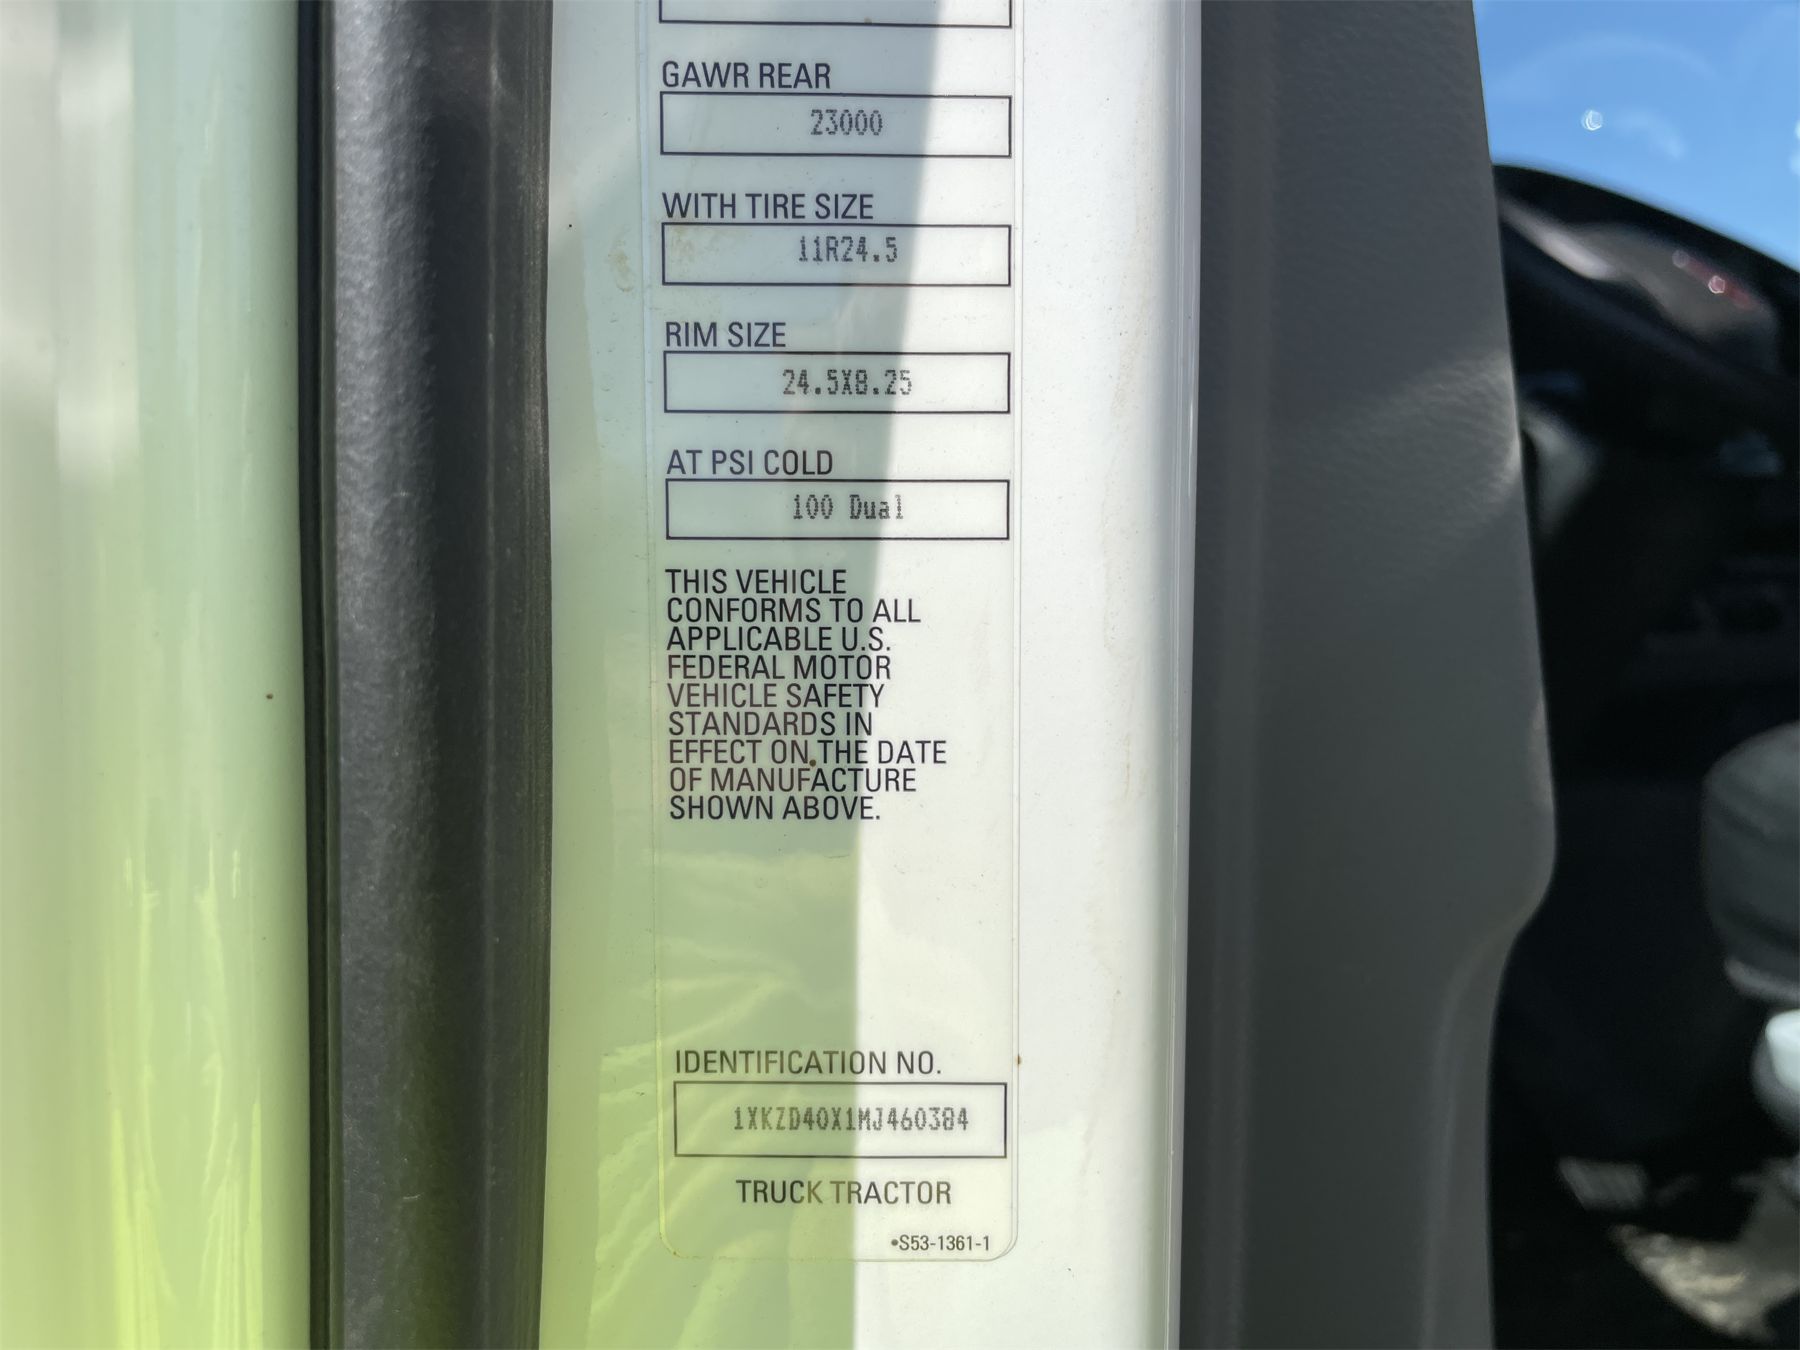 GAWR REAR
23000
WITH TIRE SIZE
11R24.5
RIM SIZE
24.5X8.25
AT PSI COLD
100 Dual
THIS VEHICLE
CONFORMS TO ALL
APPLICABLE U.S.
FEDERAL MOTOR
VEHICLE SAFETY
STANDARDS IN
EFFECT ON THE DATE
OF MANUFACTURE
SHOWN ABOVE.
IDENTIFICATION NO.
1XKZD40X1MJ460384
TRUCK TRACTOR
•S53-1361-1